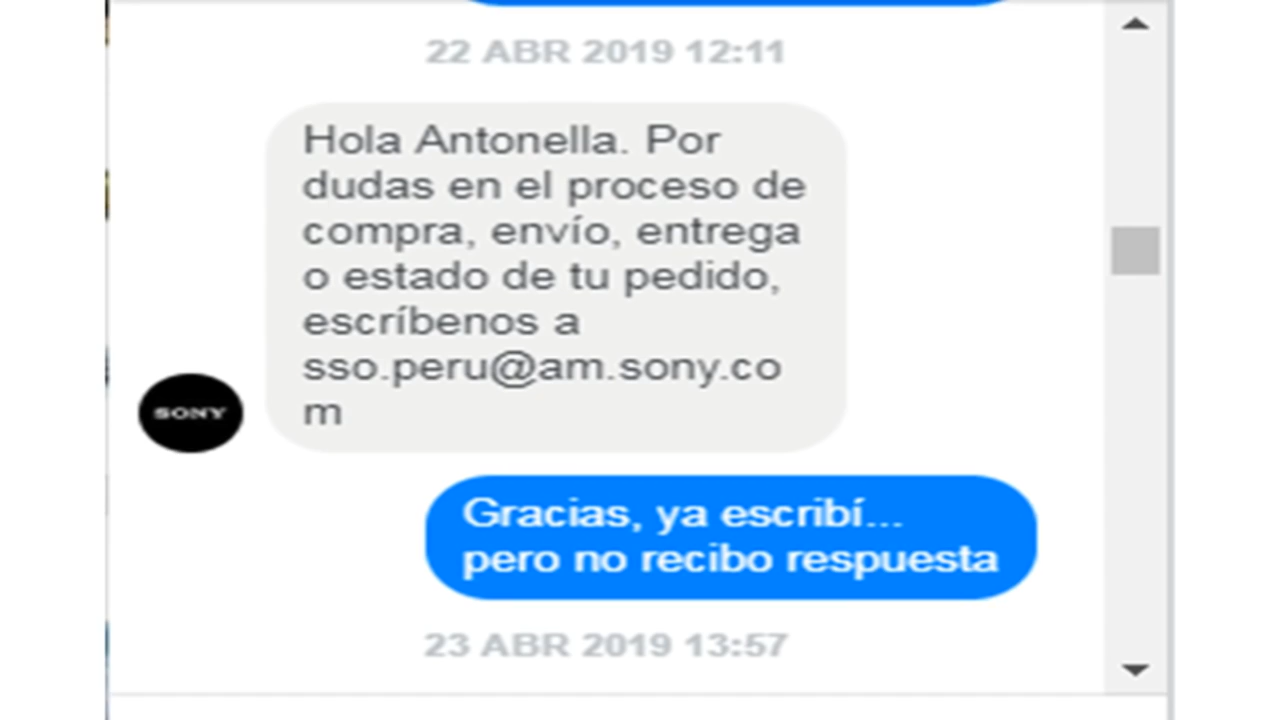 22 ABR 2019 12:11
Hola Antonella. Por
dudas en el proceso de
compra, envío, entrega
o estado de tu pedido,
escríbenos a
sso.peru@am.sony.co
m
SONY
Gracias, ya escribí...
pero no recibo respuesta
23 ABR 2019 13:57